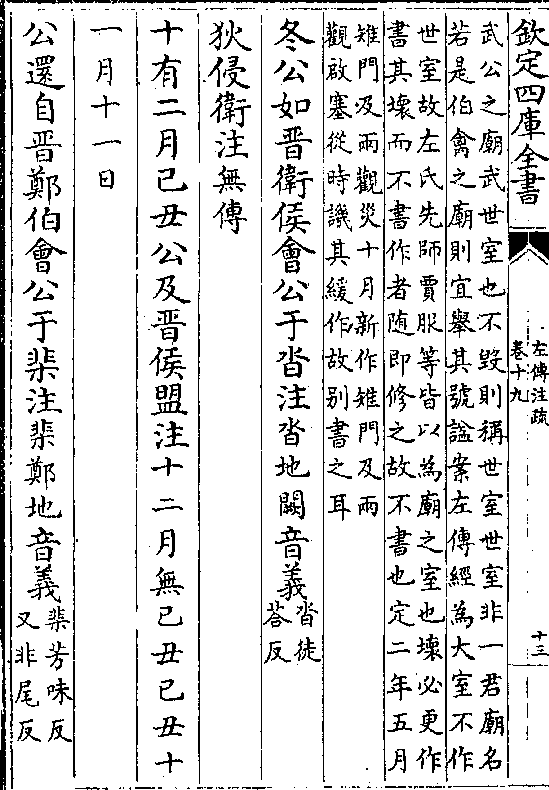 欽定四庫全書
左傳注疏
卷十九
十三
武公之廟武世室也不毀則稱世室世室非一君廟名
若是伯禽之廟則宜舉其號諡案左傳經為大室不作
世室故左氏先師賈服等皆以為廟之室也壞必更作
書其壞而不書作者随即修之故不書也定二年五月
雉門及兩觀災十月新作雉門及兩
觀啟塞從時譏其緩作故别書之耳
冬公如晋衛侯會公于沓注沓地闕音義沓徒
荅反
狄侵衛注無傳
十有二月己丑公及晋侯盟注十二月無己丑己丑十
一月十一日
公還自晋鄭伯會公于棐注棐鄭地音義棐芳味反
又非尾反